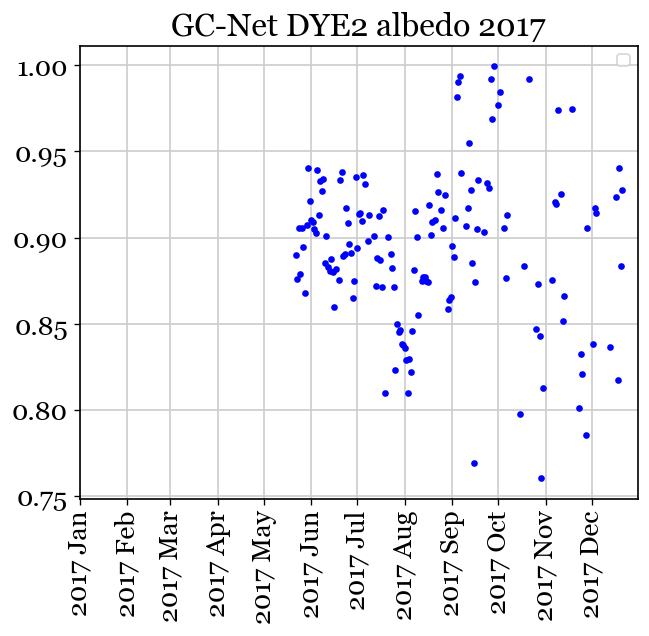 GC-Net DYE2 albedo 2017
1.00
0.95
0.90
0.85
0.80
0.75
2017 Jan
2017 Feb
2017 Mar
2017 Apr
2017 May
2017 Jun
2017 Jul
2017 Aug
2017 Sep
2017 Oct
2017 Nov
2017 Dec